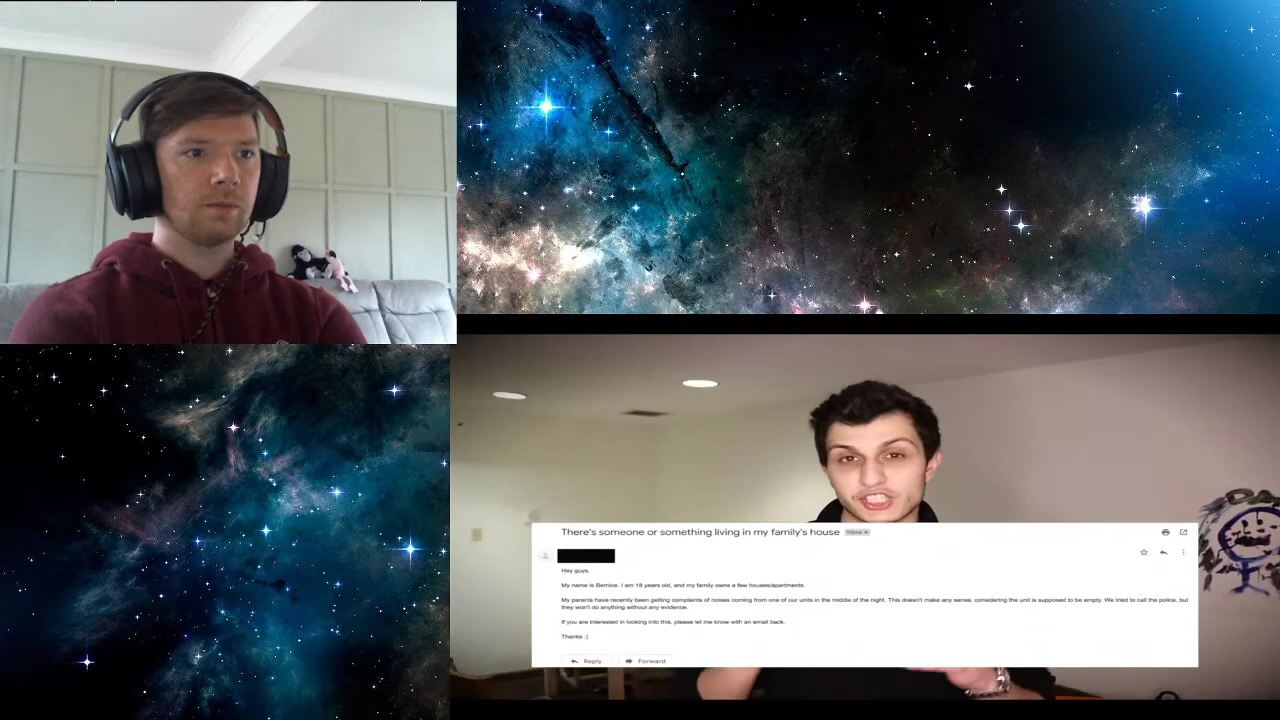 There's someone or something living in my family's house
Inbox ×
Hey guys,
My name is Bernice. I am 18 years old, and my family owns a few houses/apartments.
My parents have recently been getting complaints of noises coming from one of our units in the middle of the night. This doesn't make any sense, considering the unit is supposed to be empty. We tried to call the police, but
they won't do anything without any evidence.
If you are interested in looking into this, please let me know with an email back.
Thanks :)
Reply Forward